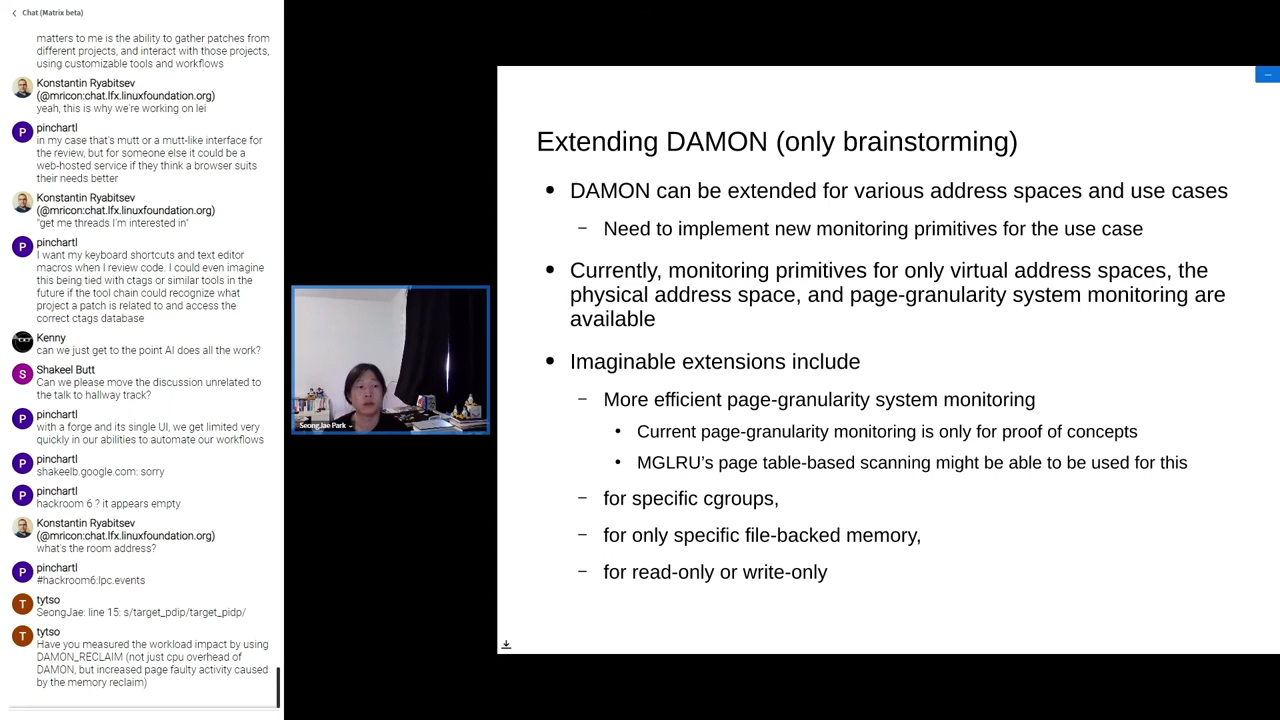 Chat (Matrix beta)
matters to me is the ability to gather patches from
different projects, and interact with those projects,
using customizable tools and workflows
Konstantin Ryabitsev
(@mricon:chat.lfx.linuxfoundation.org)
yeah, this is why we're working on lei
P
pinchartl
in my case that's mutt or a mutt-like interface for
the review, but for someone else it could be a
web-hosted service if they think a browser suits
their needs better
Konstantin Ryabitsev
(@mricon:chat.lfx.linuxfoundation.org)
"get me threads I'm interested in"
P
pinchartl
I want my keyboard shortcuts and text editor
macros when I review code. I could even imagine
this being tied with ctags or similar tools in the
future if the tool chain could recognize what
project a patch is related to and access the
correct ctags database
Kenny
can we just get to the point AI does all the work?
S
Shakeel Butt
Can we please move the discussion unrelated to
the talk to hallway track?
P
pinchartl
with a forge and its single UI, we get limited very
quickly in our abilities to automate our workflows
P
pinchartl
shakeelb.google.com: sorry
P
pinchartl
hackroom 6 ? it appears empty
Konstantin Ryabitsev
(@mricon:chat.lfx.linuxfoundation.org)
what's the room address?
P
pinchartl
#hackroom6:lpc.events
T
tytso
SeongJae: line 15: s/target_pdip/target_pidp/
T
tytso
Have you measured the workload impact by using
DAMON_RECLAIM (not just cpu overhead of
DAMON, but increased page faulty activity caused
by the memory reclaim)
SeongJae Park
Extending DAMON (only brainstorming)
• DAMON can be extended for various address spaces and use cases
– Need to implement new monitoring primitives for the use case
• Currently, monitoring primitives for only virtual address spaces, the
physical address space, and page-granularity system monitoring are
available
• Imaginable extensions include
– More efficient page-granularity system monitoring
• Current page-granularity monitoring is only for proof of concepts
• MGLRU’s page table-based scanning might be able to be used for this
– for specific cgroups,
– for only specific file-backed memory,
– for read-only or write-only